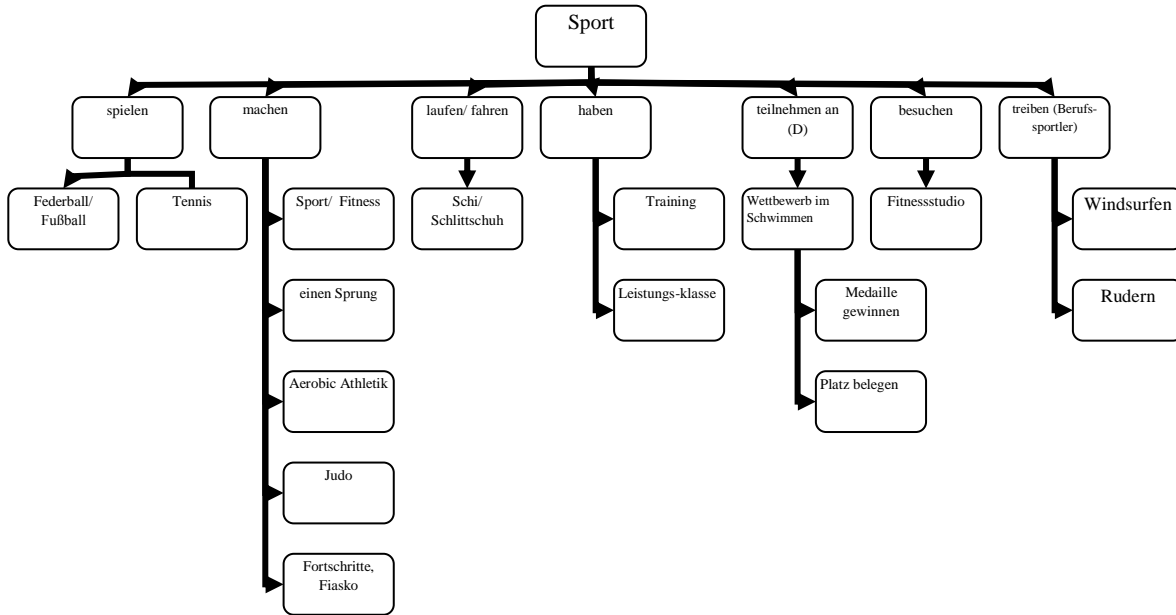 Sport
spielen
machen
laufen/ fahren
haben
teilnehmen an
(D)
besuchen
treiben (Berufs-
sportler)
Federball/
Fußball
Tennis
Sport/ Fitness
Schi/
Schlittschuh
Training
Wettbewerb im
Schwimmen
Fitnessstudio
Windsurfen
einen Sprung
Leistungs-klasse
Medaille
gewinnen
Rudern
Aerobic Athletik
Platz belegen
Judo
Fortschritte,
Fiasko